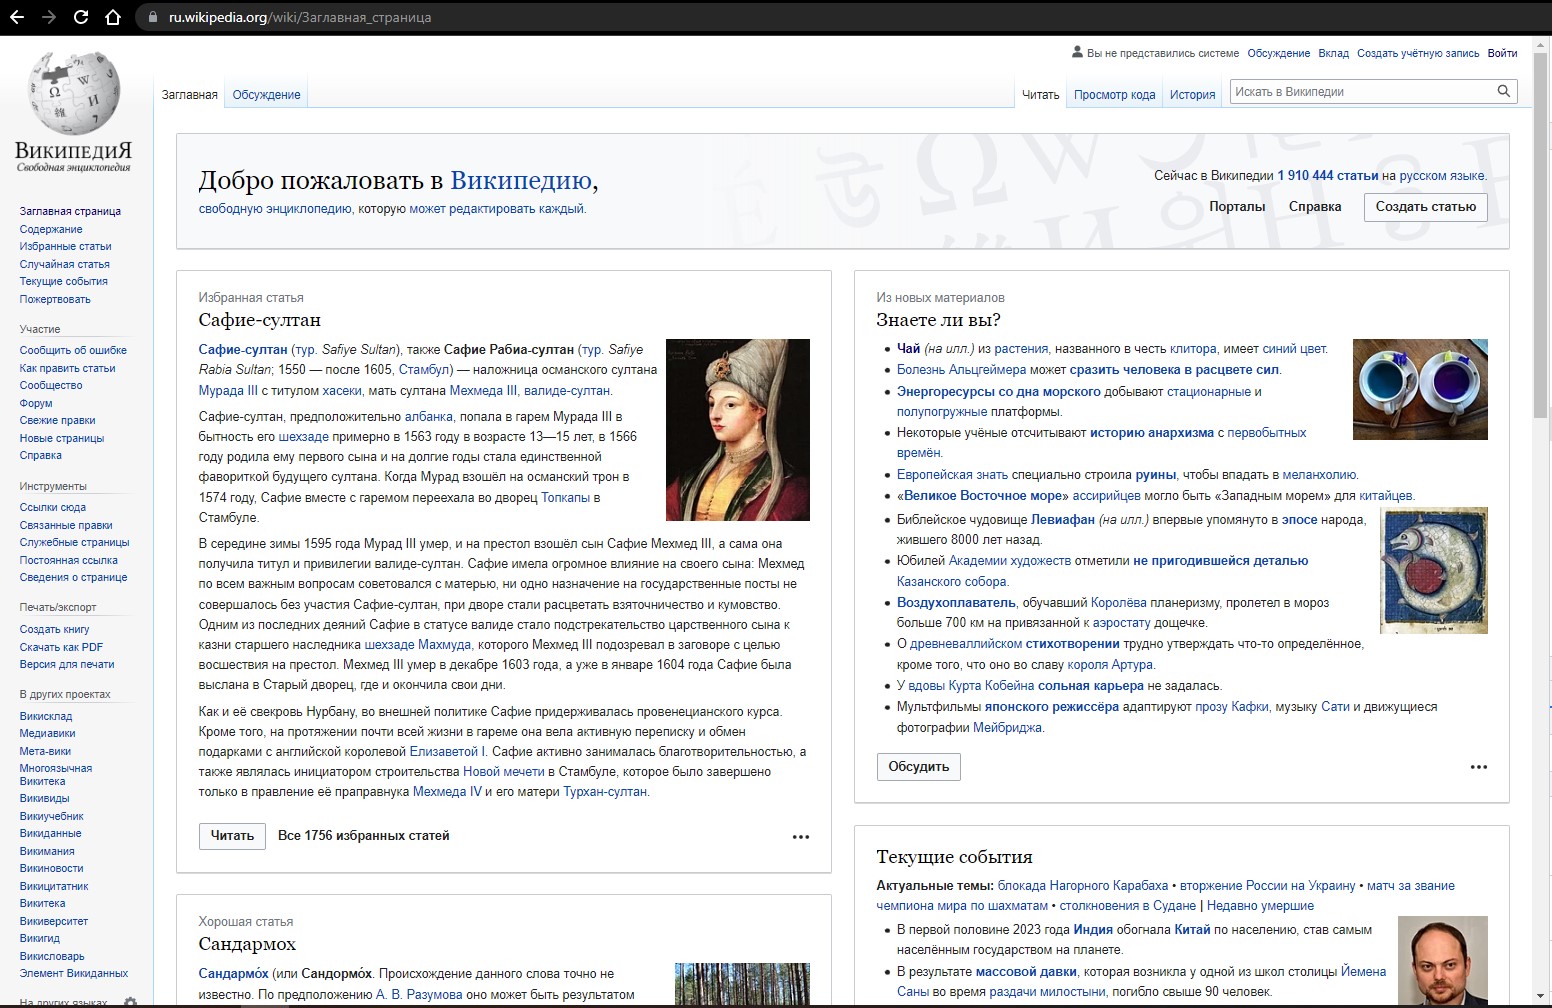 ru.wikipedia.org/wiki/Заглавная_страница
ВИКИПЕДИЯ
Свободная энциклопедия
Вы не представились системе Обсуждение Вклад Создать учётную запись Войти
Заглавная Обсуждение Читать Просмотр кода История Искать в Википедии
Добро пожаловать в Википедию,
свободную энциклопедию, которую может редактировать каждый.
Сейчас в Википедии 1 910 444 статьи на русском языке.
Порталы Справка Создать статью
Заглавная страница
Содержание
Избранные статьи
Случайная статья
Текущие события
Пожертвовать
Участие
Сообщить об ошибке
Как править статьи
Сообщество
Форум
Свежие правки
Новые страницы
Справка
Инструменты
Ссылки сюда
Связанные правки
Служебные страницы
Постоянная ссылка
Сведения о странице
Печать/экспорт
Создать книгу
Скачать как PDF
Версия для печати
В других проектах
Викисклад
Медиавики
Мета-вики
Многоязычная
Викитека
Викивиды
Викиучебник
Викиданные
Викимания
Викиновости
Викицитатник
Викитека
Викиверситет
Викигид
Викисловарь
Элемент Викиданных
На других языках
Избранная статья
Сафие-султан
Сафие-султан (тур. Safiye Sultan), также Сафие Рабиа-султан (тур. Safiye
Rabia Sultan; 1550 — после 1605, Стамбул) — наложница османского султана
Мурада III с титулом хасеки, мать султана Мехмеда III, валиде-султан.
Сафие-султан, предположительно албанка, попала в гарем Мурада III в
бытность его шехзаде примерно в 1563 году в возрасте 13—15 лет, в 1566
году родила ему первого сына и на долгие годы стала единственной
фавориткой будущего султана. Когда Мурад взошёл на османский трон в
1574 году, Сафие вместе с гаремом переехала во дворец Топкапы в
Стамбуле.
В середине зимы 1595 года Мурад III умер, и на престол взошёл сын Сафие Мехмед III, а сама она
получила титул и привилегии валиде-султан. Сафие имела огромное влияние на своего сына: Мехмед
по всем важным вопросам советовался с матерью, ни одно назначение на государственные посты не
совершалось без участия Сафие-султан, при дворе стали расцветать взяточничество и кумовство.
Одним из последних деяний Сафие в статусе валиде стало подстрекательство царственного сына к
казни старшего наследника шехзаде Махмуда, которого Мехмед III подозревал в заговоре с целью
восшествия на престол. Мехмед III умер в декабре 1603 года, а уже в январе 1604 года Сафие была
выслана в Старый дворец, где и окончила свои дни.
Как и её свекровь Нурбану, во внешней политике Сафие придерживалась провенецианского курса.
Кроме того, на протяжении почти всей жизни в гареме она вела активную переписку и обмен
подарками с английской королевой Елизаветой I. Сафие активно занималась благотворительностью, а
также являлась инициатором строительства Новой мечети в Стамбуле, которое было завершено
только в правление её праправнука Мехмеда IV и его матери Турхан-султан.
Читать Все 1756 избранных статей
Хорошая статья
Сандармох
Сандармо́х (или Сандормо́х. Происхождение данного слова точно не
известно. По предположению А. В. Разумова оно может быть результатом
Из новых материалов
Знаете ли вы?
Чай (на илл.) из растения, названного в честь клитора, имеет синий цвет.
Болезнь Альцгеймера может сразить человека в расцвете сил.
Энергоресурсы со дна морского добывают стационарные и
полупогружные платформы.
Некоторые учёные отсчитывают историю анархизма с первобытных
времён.
Европейская знать специально строила руины, чтобы впадать в меланхолию.
«Великое Восточное море» ассирийцев могло быть «Западным морем» для китайцев.
Библейское чудовище Левиафан (на илл.) впервые упомянуто в эпосе народа,
жившего 8000 лет назад.
Юбилей Академии художеств отметили не пригодившейся деталью
Казанского собора.
Воздухоплаватель, обучавший Королёва планеризму, пролетел в мороз
больше 700 км на привязанной к аэростату дощечке.
О древневаллийском стихотворении трудно утверждать что-то определённое,
кроме того, что оно во славу короля Артура.
У вдовы Курта Кобейна сольная карьера не задалась.
Мультфильмы японского режиссёра адаптируют прозу Кафки, музыку Сати и движущиеся
фотографии Мейбриджа.
Обсудить
Текущие события
Актуальные темы: блокада Нагорного Карабаха • вторжение России на Украину • матч за звание
чемпиона мира по шахматам • столкновения в Судане | Недавно умершие
В первой половине 2023 года Индия обогнала Китай по населению, став самым
населённым государством на планете.
В результате массовой давки, которая возникла у одной из школ столицы Йемена
Саны во время раздачи милостыни, погибло свыше 90 человек.